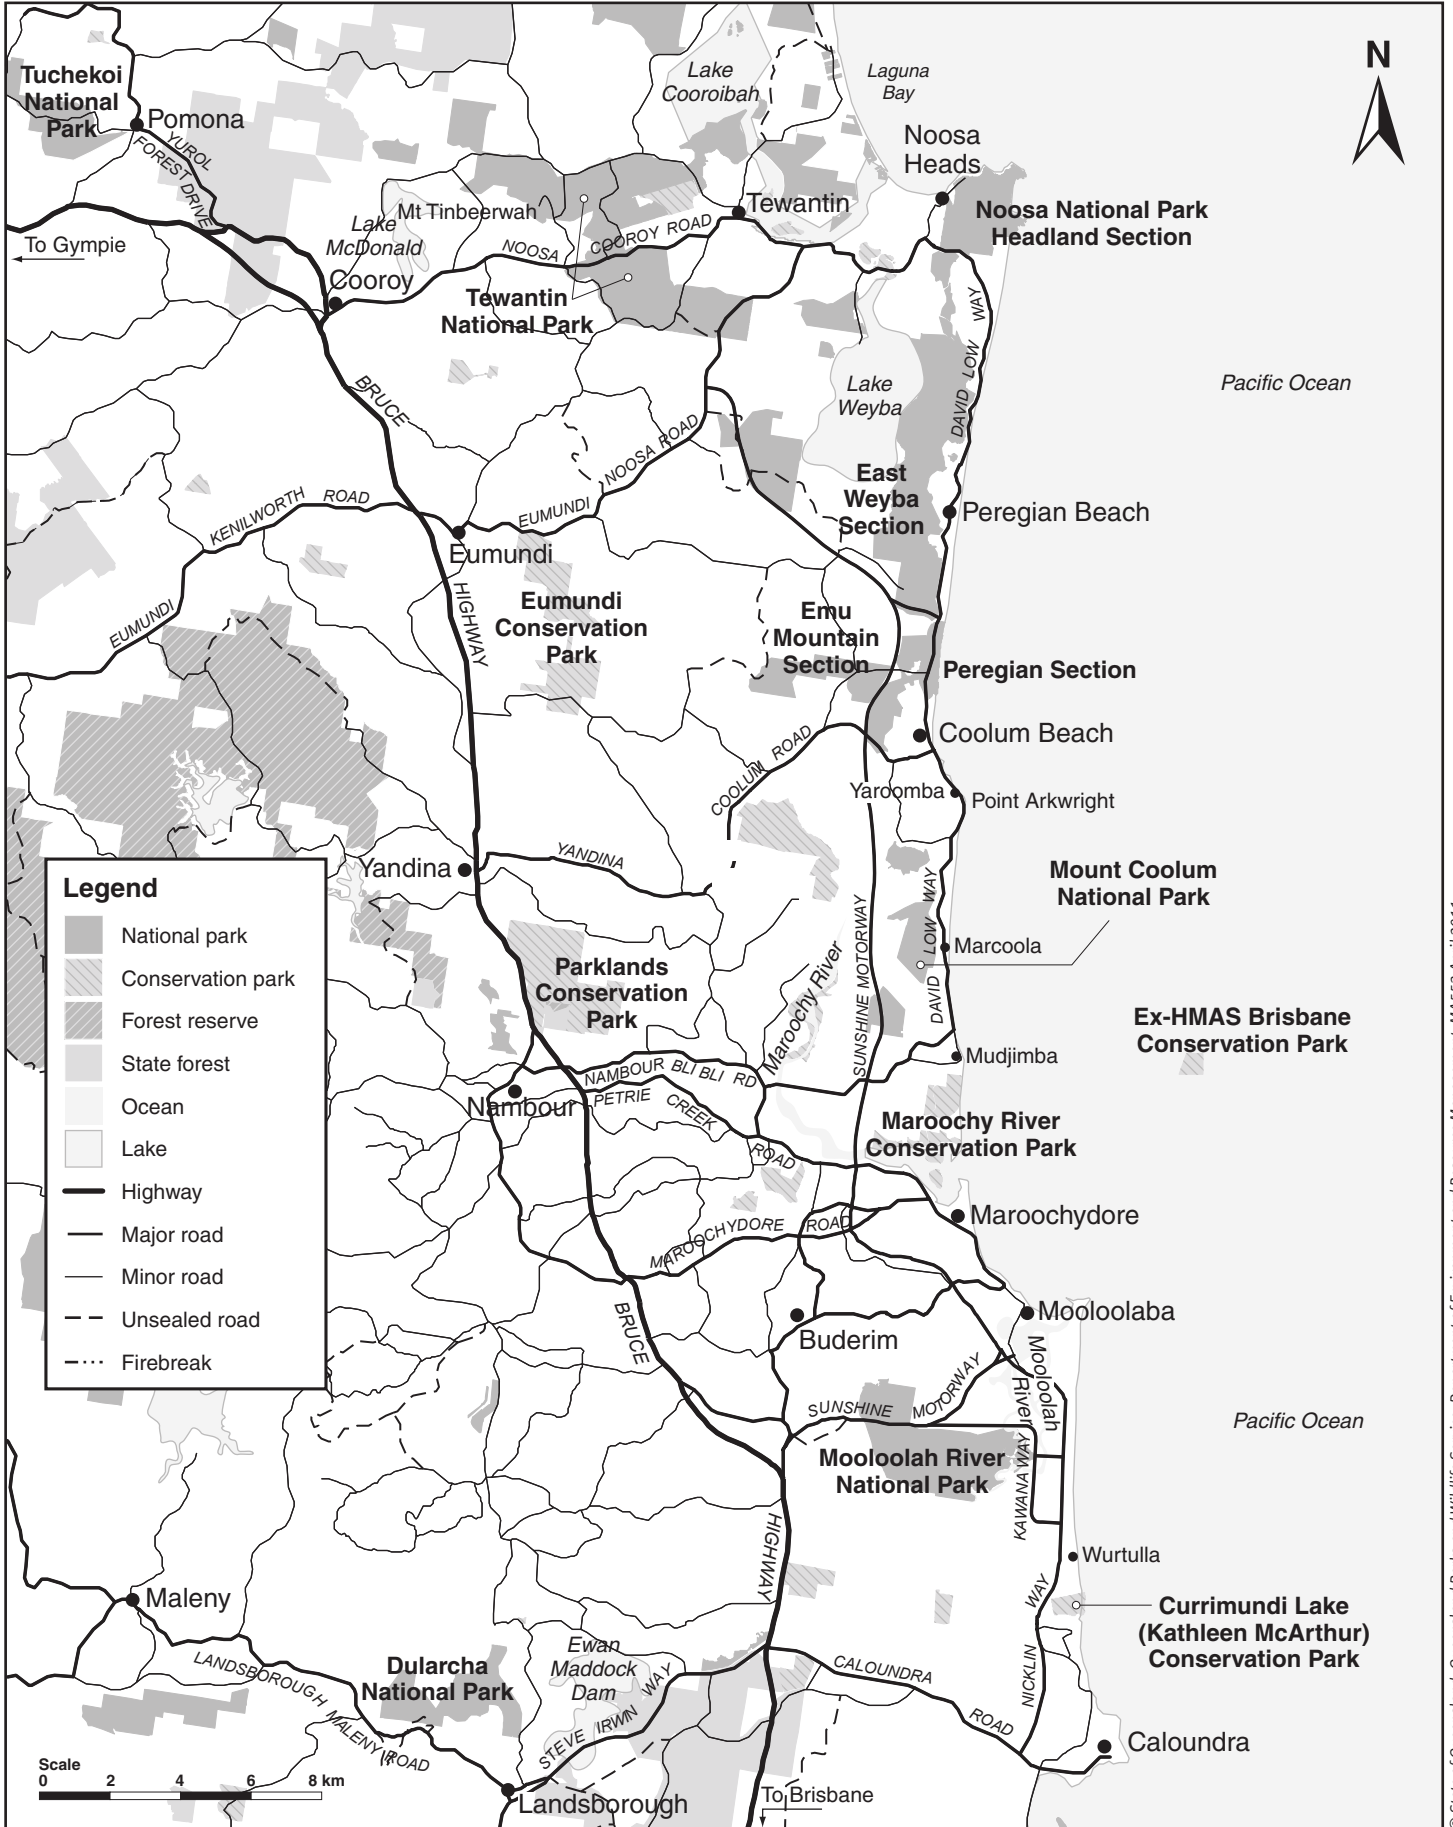 Tuchekoi
National
Park
Pomona
YUROL
FOREST DRIVE
To Gympie
Lake
Cooroibah
Laguna
Bay
N
Noosa
Heads
Noosa National Park
Headland Section
Mt Tinbeerwah
Lake
McDonald
Tewantin
NOOSA COOROY ROAD
Cooroy
Tewantin
National Park
DAVID LOW WAY
Pacific Ocean
Lake
Weyba
BRUCE
EUMUNDI NOOSA ROAD
EUMUNDI KENILWORTH ROAD
East
Weyba
Section
Peregian Beach
Eumundi
HIGHWAY
Eumundi
Conservation
Park
Emu
Mountain
Section
Peregian Section
Coolum Beach
COOLUM ROAD
Yaroomba
Point Arkwright
Yandina
YANDINA
Mount Coolum
National Park
DAVID LOW WAY
Marcoola
SUNSHINE MOTORWAY
Maroochy River
Parklands
Conservation
Park
Ex-HMAS Brisbane
Conservation Park
Mudjimba
NAMBOUR BLI BLI RD
Nambour
PETRIE CREEK ROAD
Maroochy River
Conservation Park
Maroochydore
MAROOCHYDORE ROAD
BRUCE
Mooloolaba
Buderim
Mooloolah
River
SUNSHINE MOTORWAY
Pacific Ocean
Mooloolah River
National Park
KAWANA WAY
HIGHWAY
Wurtulla
Maleny
NICKLIN WAY
Currimundi Lake
(Kathleen McArthur)
Conservation Park
LANDSBOROUGH MALENY ROAD
Dularcha
National Park
Ewan
Maddock
Dam
STEVE IRWIN WAY
CALOUNDRA ROAD
Caloundra
Landsborough
To Brisbane
Legend
National park
Conservation park
Forest reserve
State forest
Ocean
Lake
Highway
Major road
Minor road
Unsealed road
Firebreak
Scale
0 2 4 6 8 km